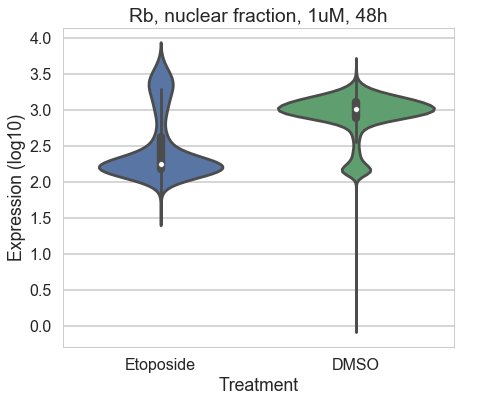 Rb, nuclear fraction, 1uM, 48h
4.0
3.5
3.0
2.5
2.0
1.5
1.0
0.5
0.0
Expression (log10)
Etoposide DMSO
Treatment